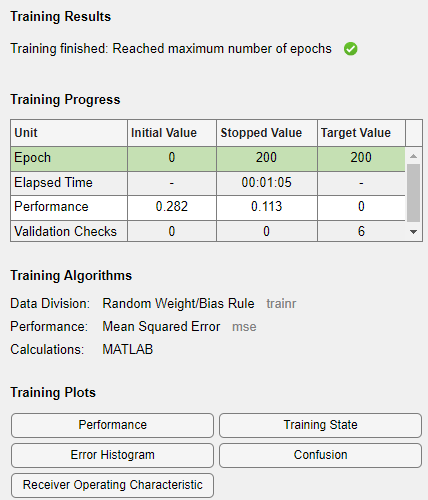 Training Results
Training finished: Reached maximum number of epochs
Training Progress
Unit Initial Value Stopped Value Target Value
Epoch 0 200 200
Elapsed Time - 00:01:05 -
Performance 0.282 0.113 0
Validation Checks 0 0 6
Training Algorithms
Data Division: Random Weight/Bias Rule trainr
Performance: Mean Squared Error mse
Calculations: MATLAB
Training Plots
Performance Training State
Error Histogram Confusion
Receiver Operating Characteristic